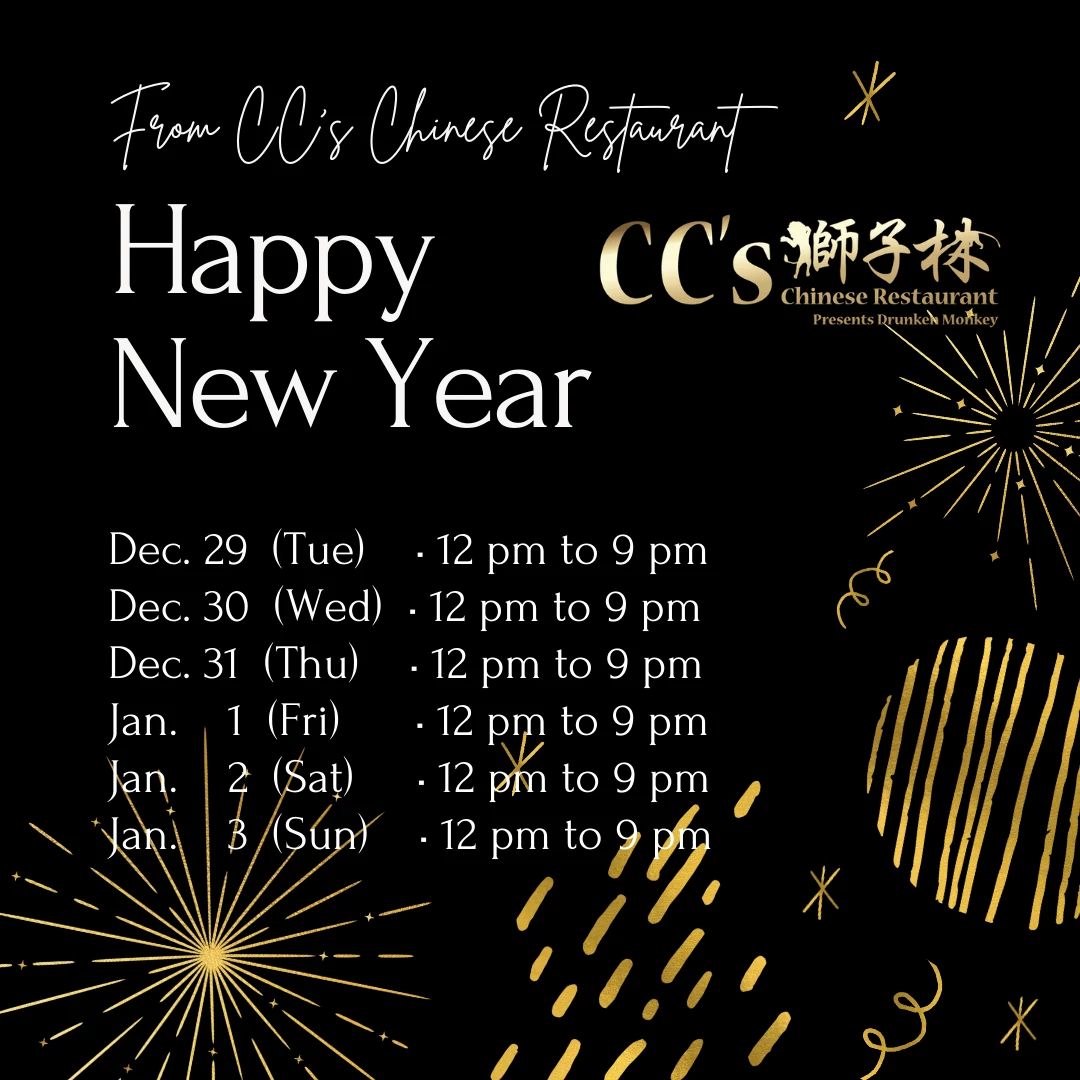 From CC's Chinese Restaurant
Happy
New Year
CC's 獅子林
Chinese Restaurant
Presents Drunken Monkey
Dec. 29 (Tue) · 12 pm to 9 pm
Dec. 30 (Wed) · 12 pm to 9 pm
Dec. 31 (Thu) · 12 pm to 9 pm
Jan. 1 (Fri) · 12 pm to 9 pm
Jan. 2 (Sat) · 12 pm to 9 pm
Jan. 3 (Sun) · 12 pm to 9 pm